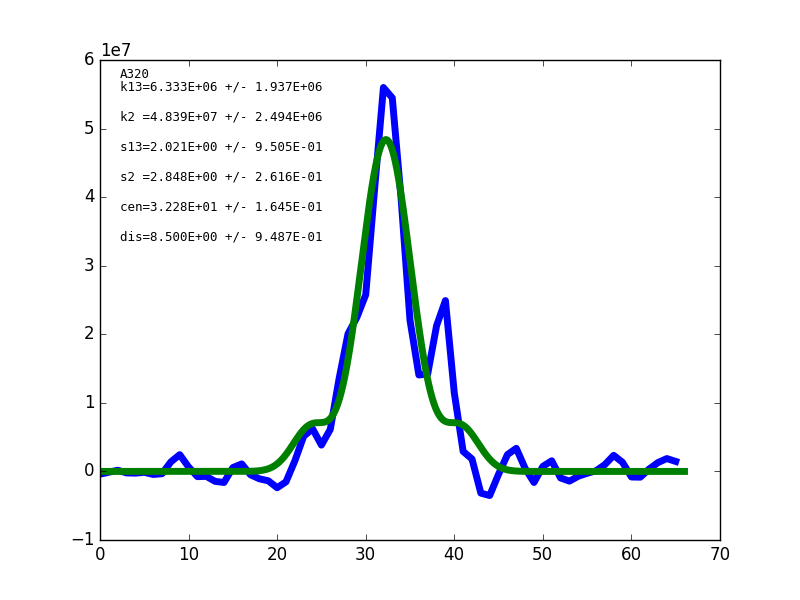 1e7
A320
k13=6.333E+06 +/- 1.937E+06
k2 =4.839E+07 +/- 2.494E+06
s13=2.021E+00 +/- 9.505E-01
s2 =2.848E+00 +/- 2.616E-01
cen=3.228E+01 +/- 1.645E-01
dis=8.500E+00 +/- 9.487E-01
6
5
4
3
2
1
0
−1
0 10 20 30 40 50 60 70